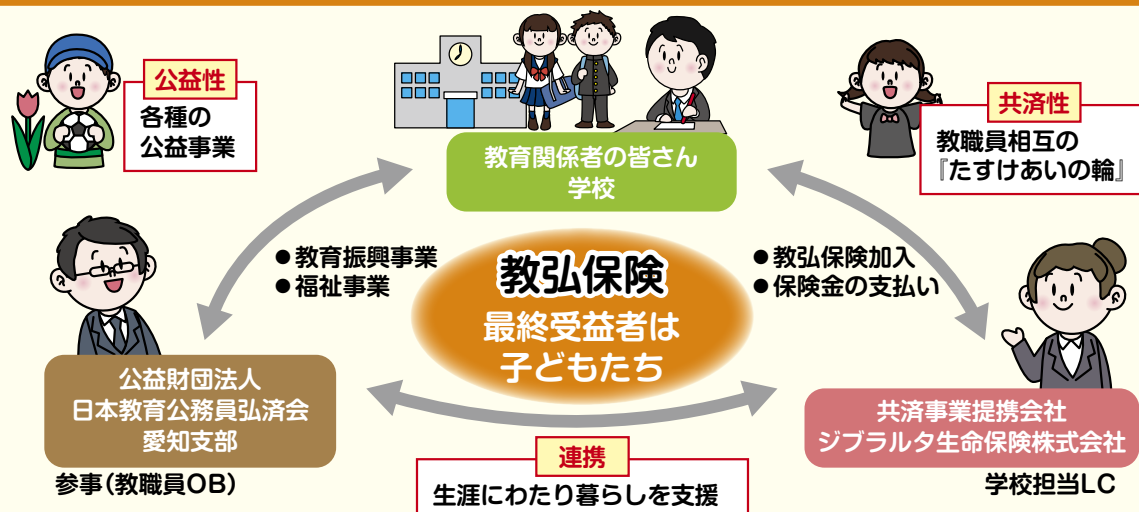 公益性
各種の
公益事業
教育関係者の皆さん
学校
共済性
教職員相互の
『たすけあいの輪』
●教育振興事業
●福祉事業
教弘保険
最終受益者は
子どもたち
●教弘保険加入
●保険金の支払い
公益財団法人
日本教育公務員弘済会
愛知支部
参事(教職員OB)
連携
生涯にわたり暮らしを支援
共済事業提携会社
ジブラルタ生命保険株式会社
学校担当LC